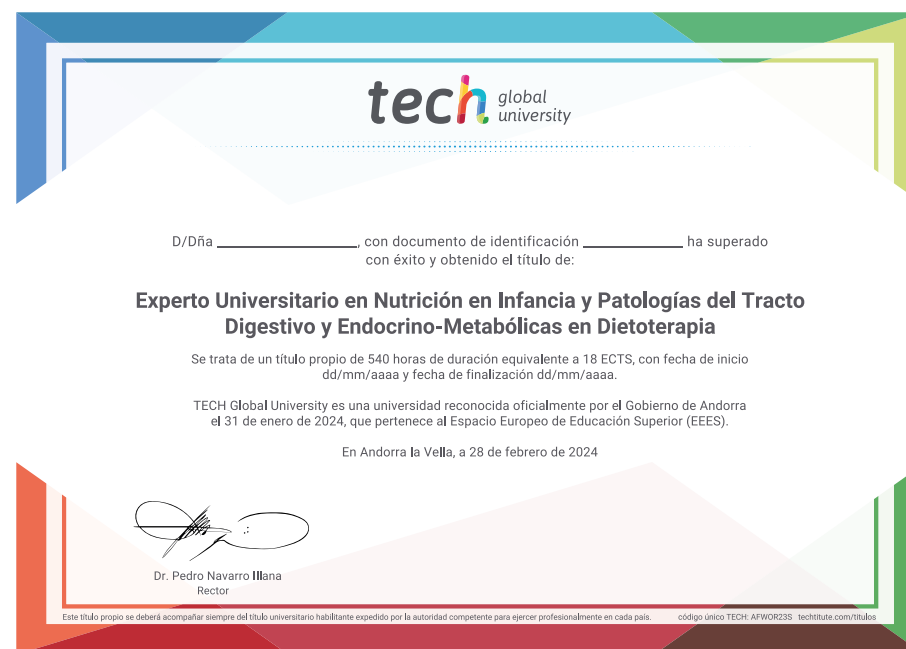 tech global university
D/Dña ____________________, con documento de identificación ______________ ha superado
con éxito y obtenido el título de:
Experto Universitario en Nutrición en Infancia y Patologías del Tracto
Digestivo y Endocrino-Metabólicas en Dietoterapia
Se trata de un título propio de 540 horas de duración equivalente a 18 ECTS, con fecha de inicio
dd/mm/aaaa y fecha de finalización dd/mm/aaaa.
TECH Global University es una universidad reconocida oficialmente por el Gobierno de Andorra
el 31 de enero de 2024, que pertenece al Espacio Europeo de Educación Superior (EEES).
En Andorra la Vella, a 28 de febrero de 2024
Dr. Pedro Navarro Illana
Rector
Este título propio se deberá acompañar siempre del título universitario habilitante expedido por la autoridad competente para ejercer profesionalmente en cada país. código único TECH: AFWOR23S techtitute.com/titulos